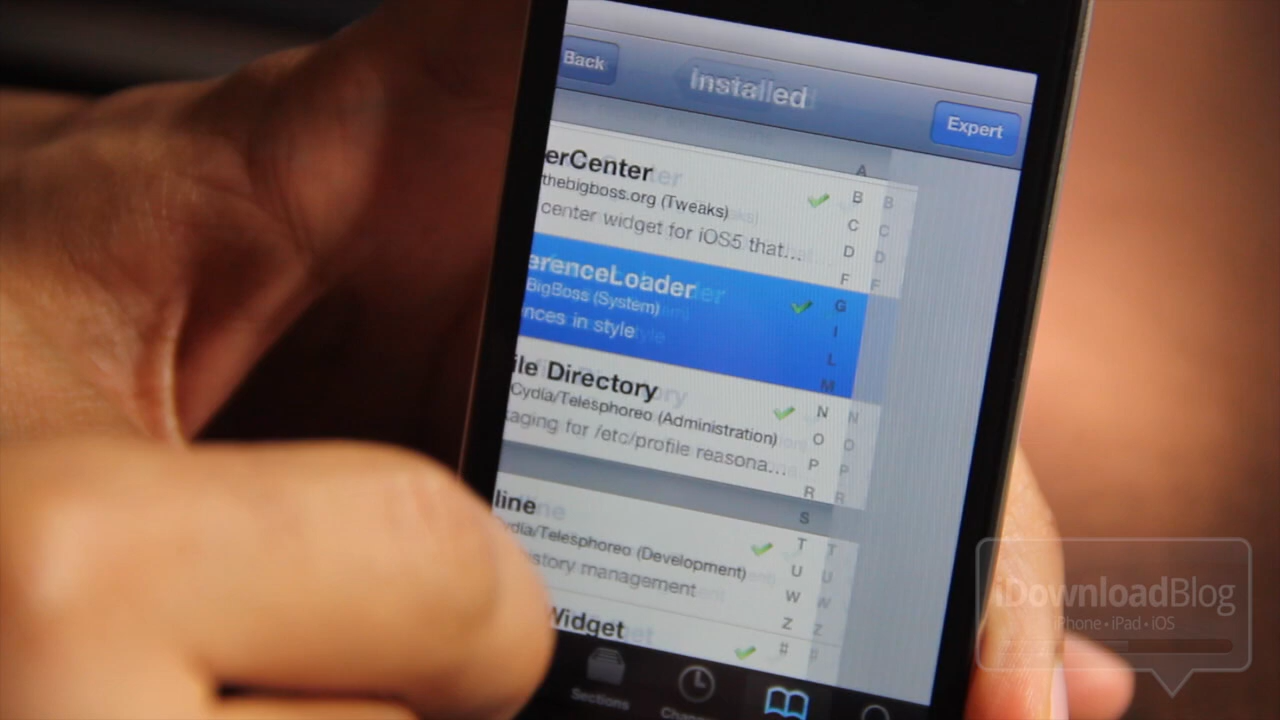 Back
Installed
Expert
erCenter
thebigboss.org (Tweaks)
center widget for iOS5 that...
erenceLoader
BigBoss (System)
nces in style
ile Directory
Cydia/Telesphoreo (Administration)
aging for /etc/profile reasona...
line
ydia/Telesphoreo (Development)
istory management
Widget
A
B
C
D
F
G
I
L
M
N
O
P
R
S
T
U
W
Z
#
Sections
iDownloadBlog
iPhone • iPad • iOS